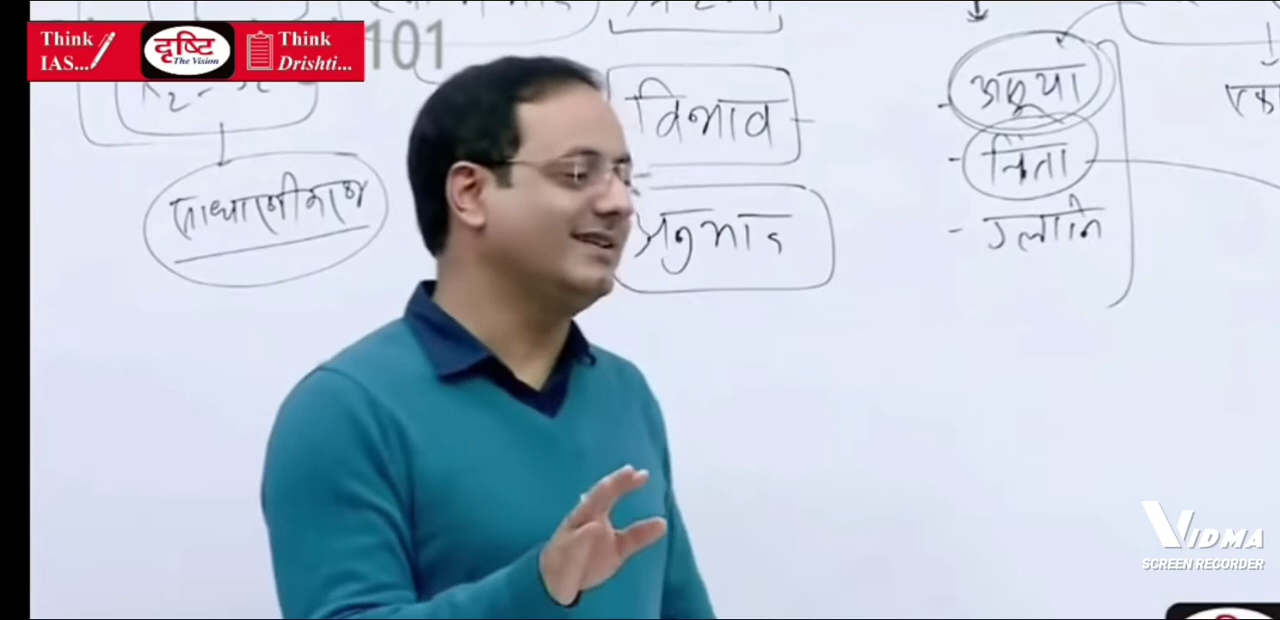 Think
IAS...
दृष्टि
The Vision
Think
Drishti...
101
साधारणीकरण
विभाव
अनुभाव
- असूया
- चिंता
- ग्लानि
VIDMA
SCREEN RECORDER